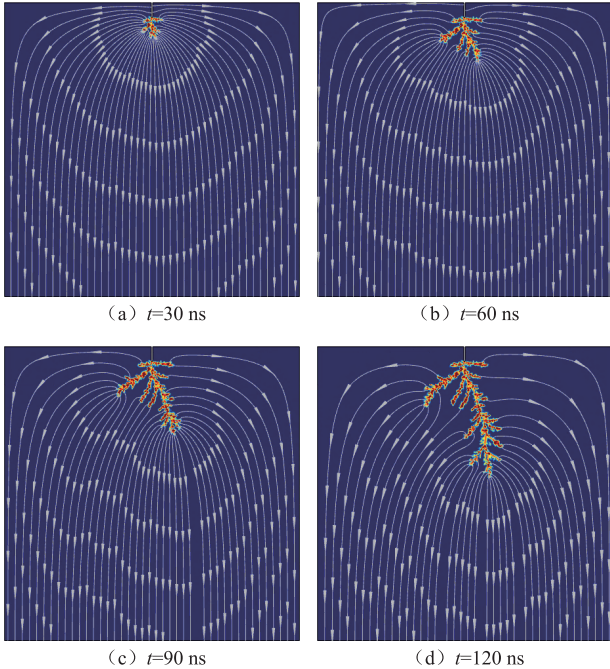 （a）t=30 ns
（b）t=60 ns
（c）t=90 ns
（d）t=120 ns